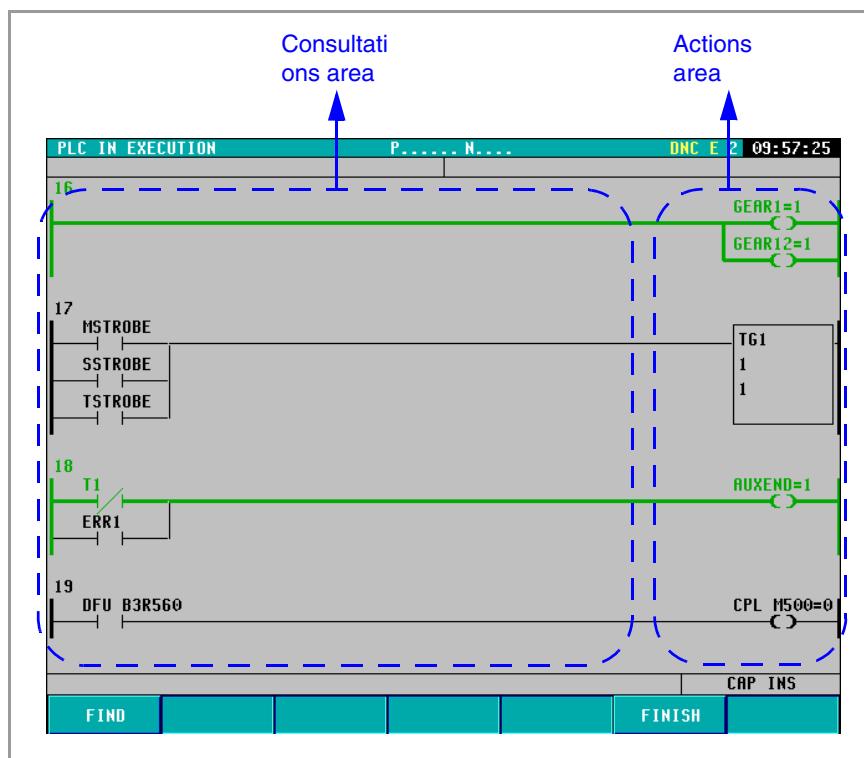 Consultati
ons area
Actions
area
PLC IN EXECUTION P...... N.... DNC E 2 09:57:25
16
GEAR1=1
GEAR12=1
17
MSTROBE
SSTROBE
TSTROBE
TG1
1
1
18
T1
AUXEND=1
ERR1
19
DFU B3R560
CPL M500=0
CAP INS
FIND
FINISH